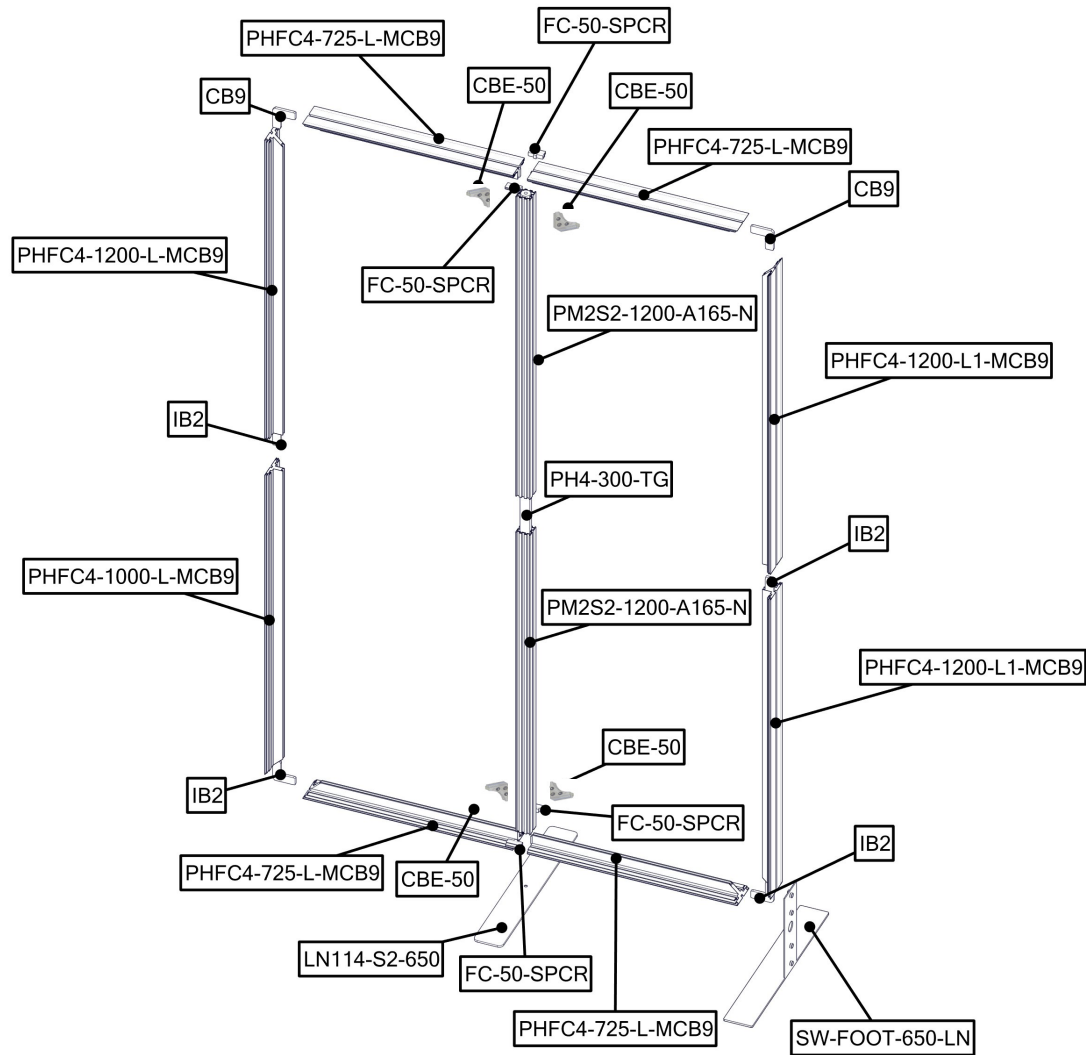 FC-50-SPCR
PHFC4-725-L-MCB9
CBE-50
CBE-50
CB9
PHFC4-725-L-MCB9
CB9
PHFC4-1200-L-MCB9
FC-50-SPCR
PM2S2-1200-A165-N
PHFC4-1200-L1-MCB9
IB2
PH4-300-TG
IB2
PHFC4-1000-L-MCB9
PM2S2-1200-A165-N
PHFC4-1200-L1-MCB9
CBE-50
IB2
FC-50-SPCR
IB2
PHFC4-725-L-MCB9
CBE-50
LN114-S2-650
FC-50-SPCR
PHFC4-725-L-MCB9
SW-FOOT-650-LN